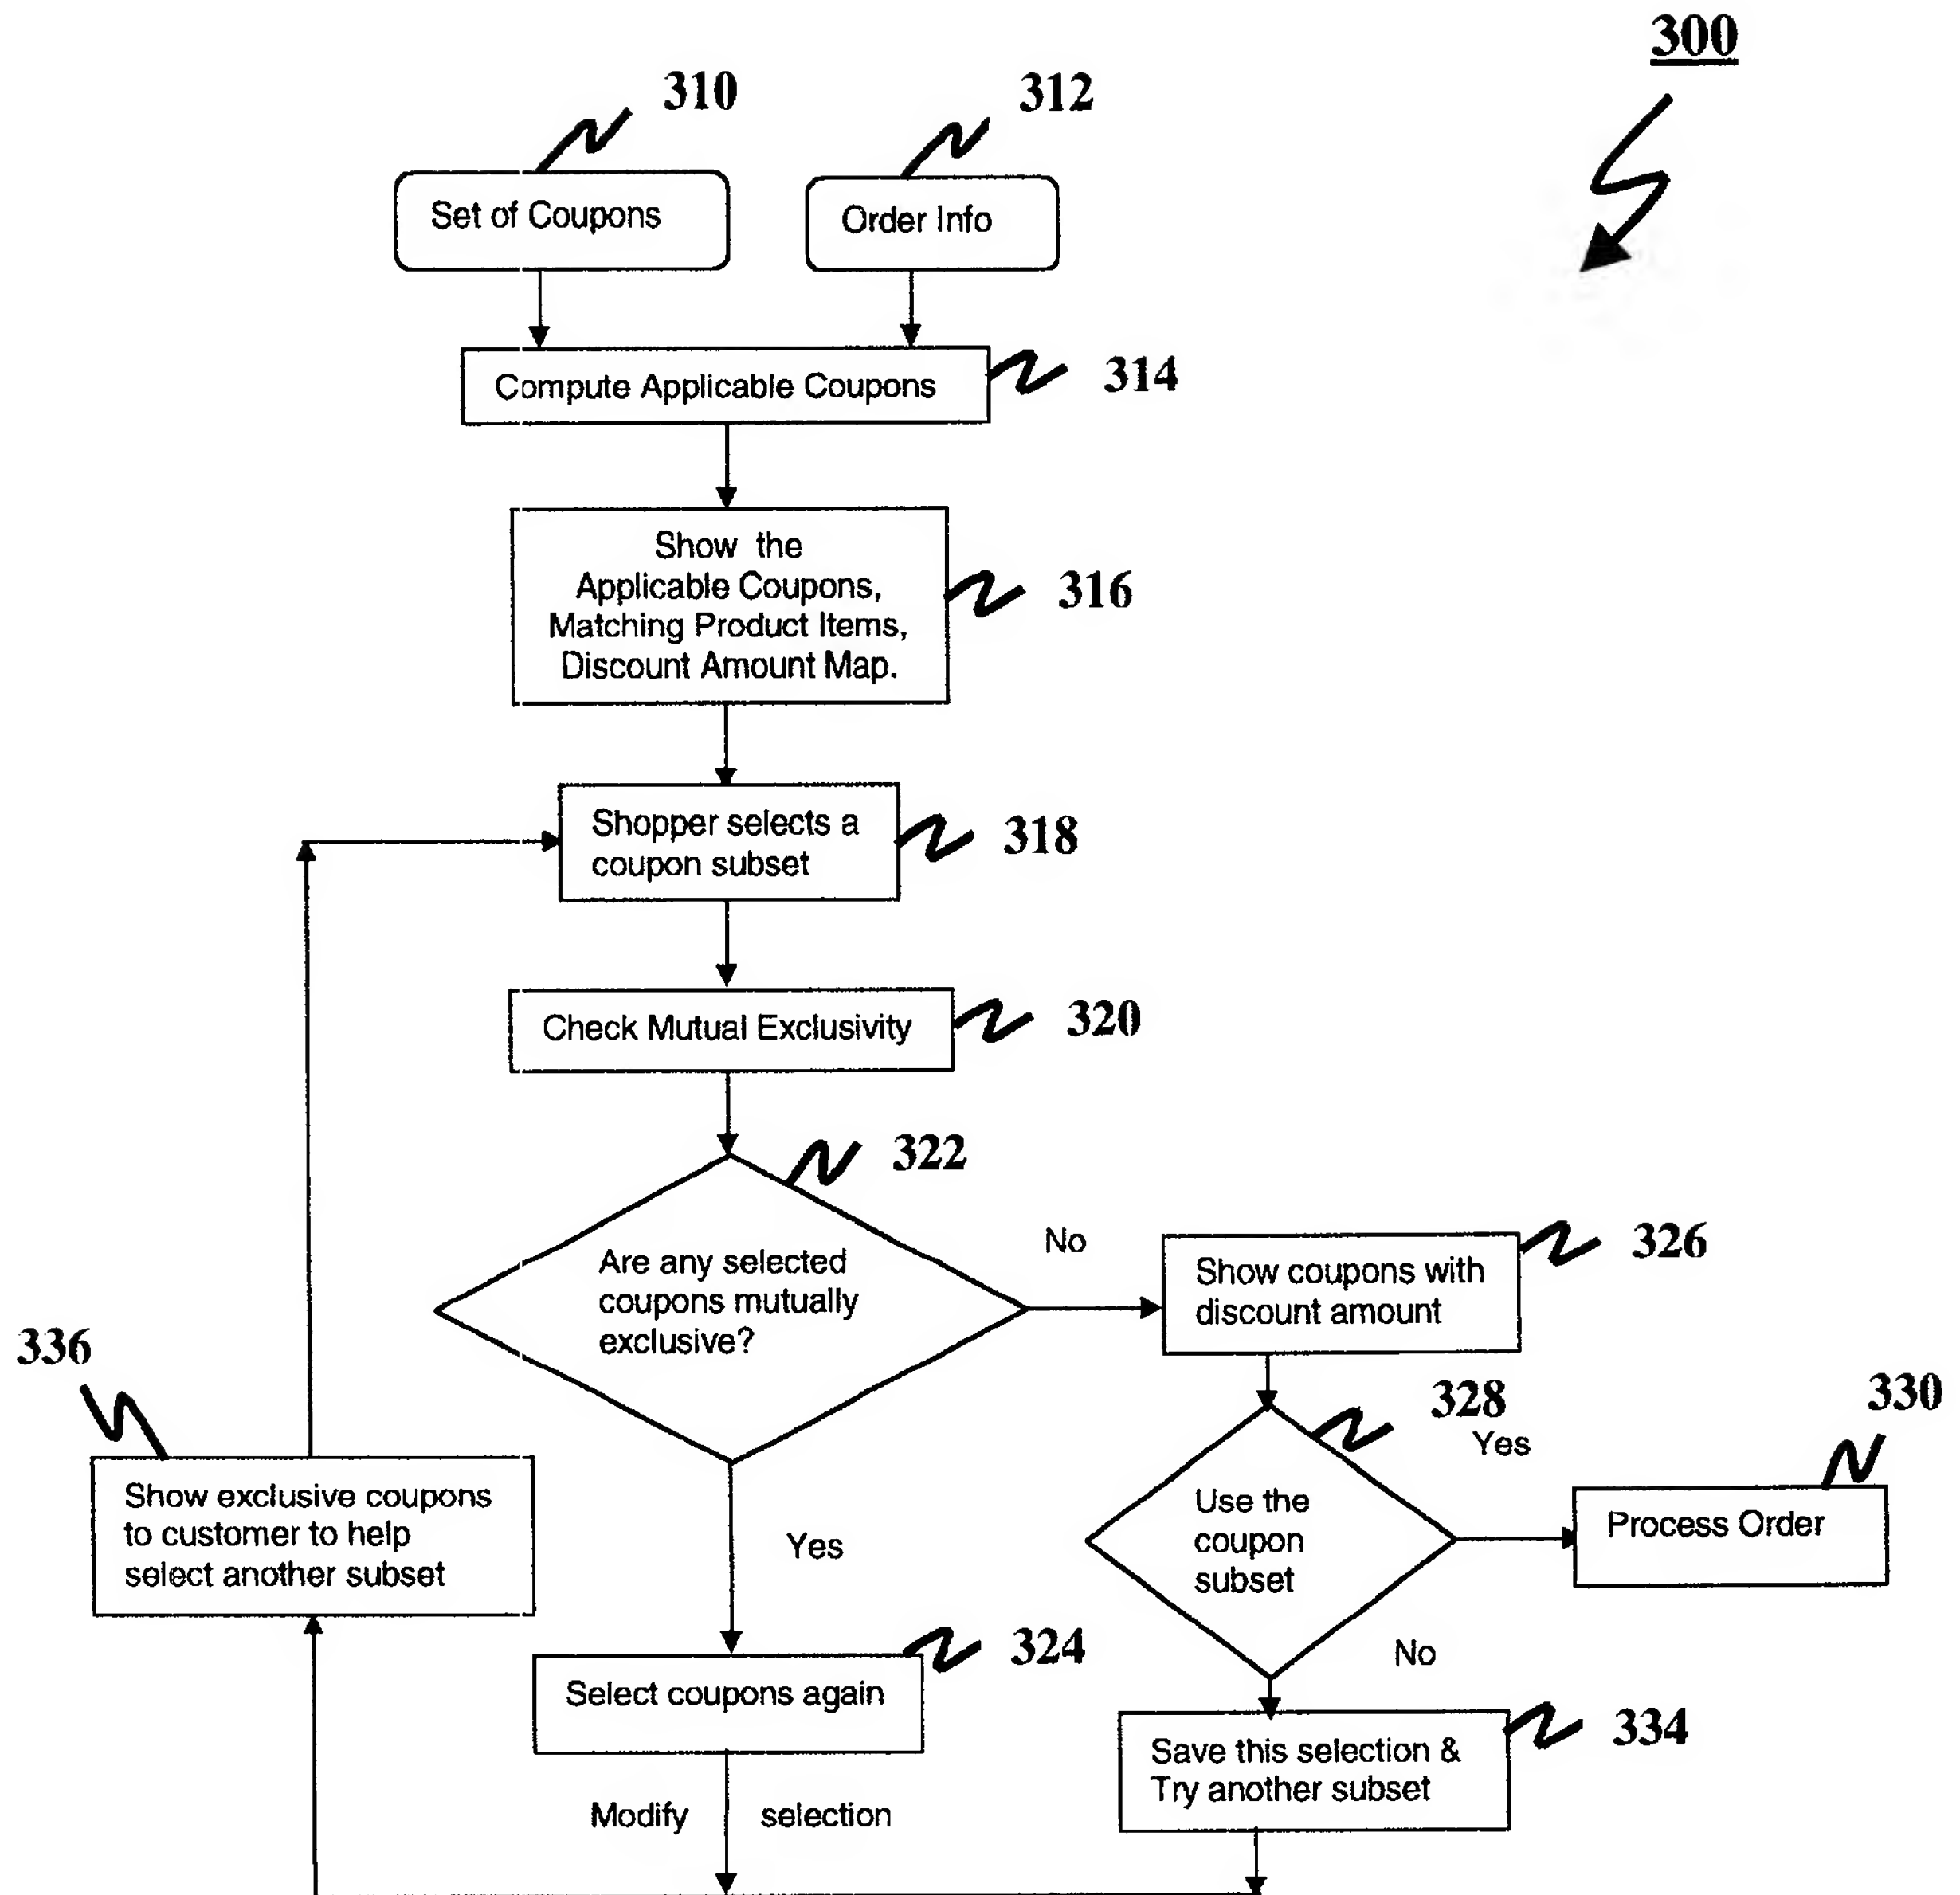 300
310
312
Set of Coupons
Order Info
Compute Applicable Coupons
314
Show the
Applicable Coupons,
Matching Product Items,
Discount Amount Map.
316
Shopper selects a
coupon subset
318
Check Mutual Exclusivity
320
322
Are any selected
coupons mutually
exclusive?
No
Show coupons with
discount amount
326
336
328
Yes
330
Show exclusive coupons
to customer to help
select another subset
Yes
Use the
coupon
subset
Process Order
No
324
Select coupons again
334
Save this selection &
Try another subset
Modify selection